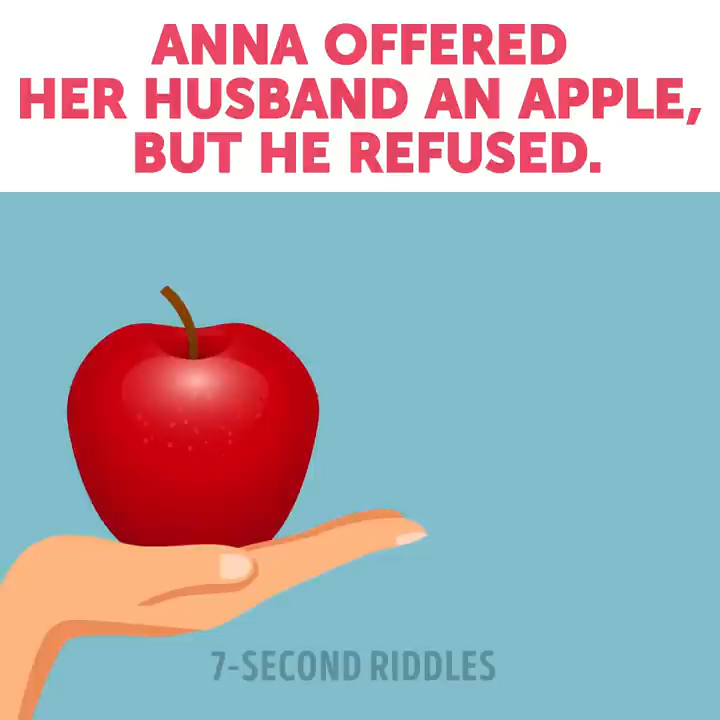 ANNA OFFERED
HER HUSBAND AN APPLE,
BUT HE REFUSED.
7-SECOND RIDDLES